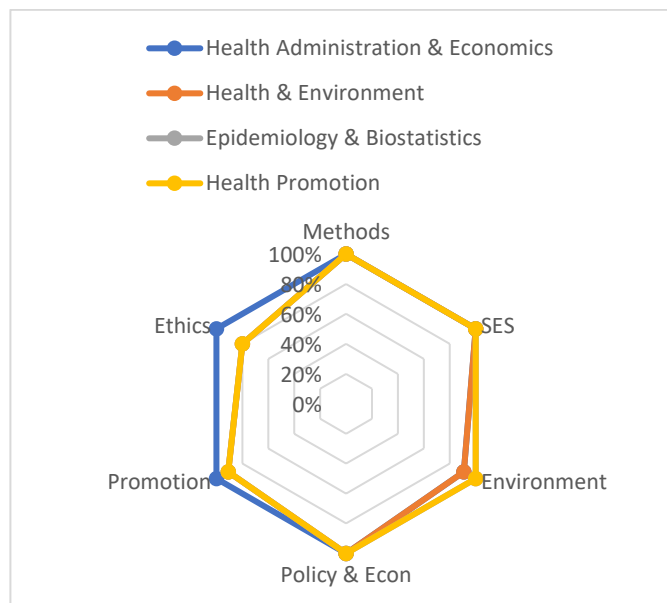 Health Administration & Economics
Health & Environment
Epidemiology & Biostatistics
Health Promotion
Methods
100%
80%
Ethics
SES
60%
40%
20%
0%
Promotion
Environment
Policy & Econ